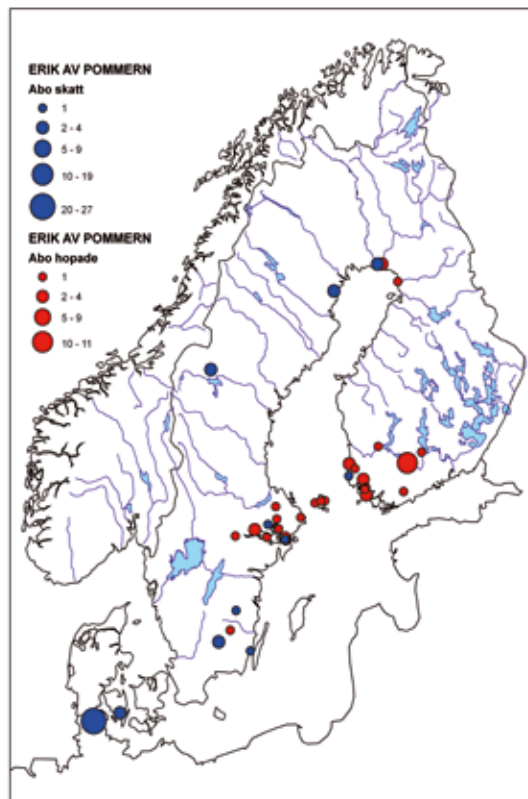 ERIK AV POMMERN
Abo skatt
1
2 - 4
5 - 9
10 - 19
20 - 27
ERIK AV POMMERN
Abo hopade
1
2 - 4
5 - 9
10 - 11